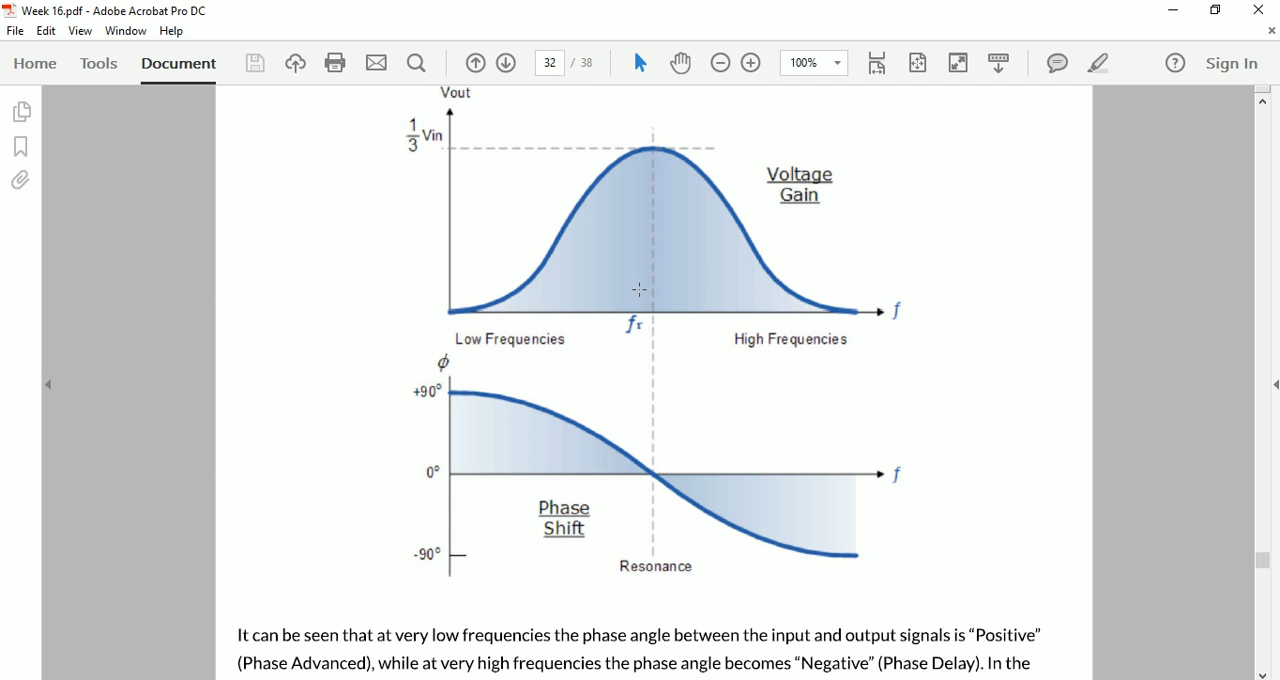 Week 16.pdf - Adobe Acrobat Pro DC
File Edit View Window Help
Home Tools Document 32 / 38 100% Sign In
Vout
1/3 Vin
Voltage
Gain
fr
f
Low Frequencies High Frequencies
ϕ
+90°
0°
f
Phase
Shift
-90°
Resonance
It can be seen that at very low frequencies the phase angle between the input and output signals is “Positive”
(Phase Advanced), while at very high frequencies the phase angle becomes “Negative” (Phase Delay). In the